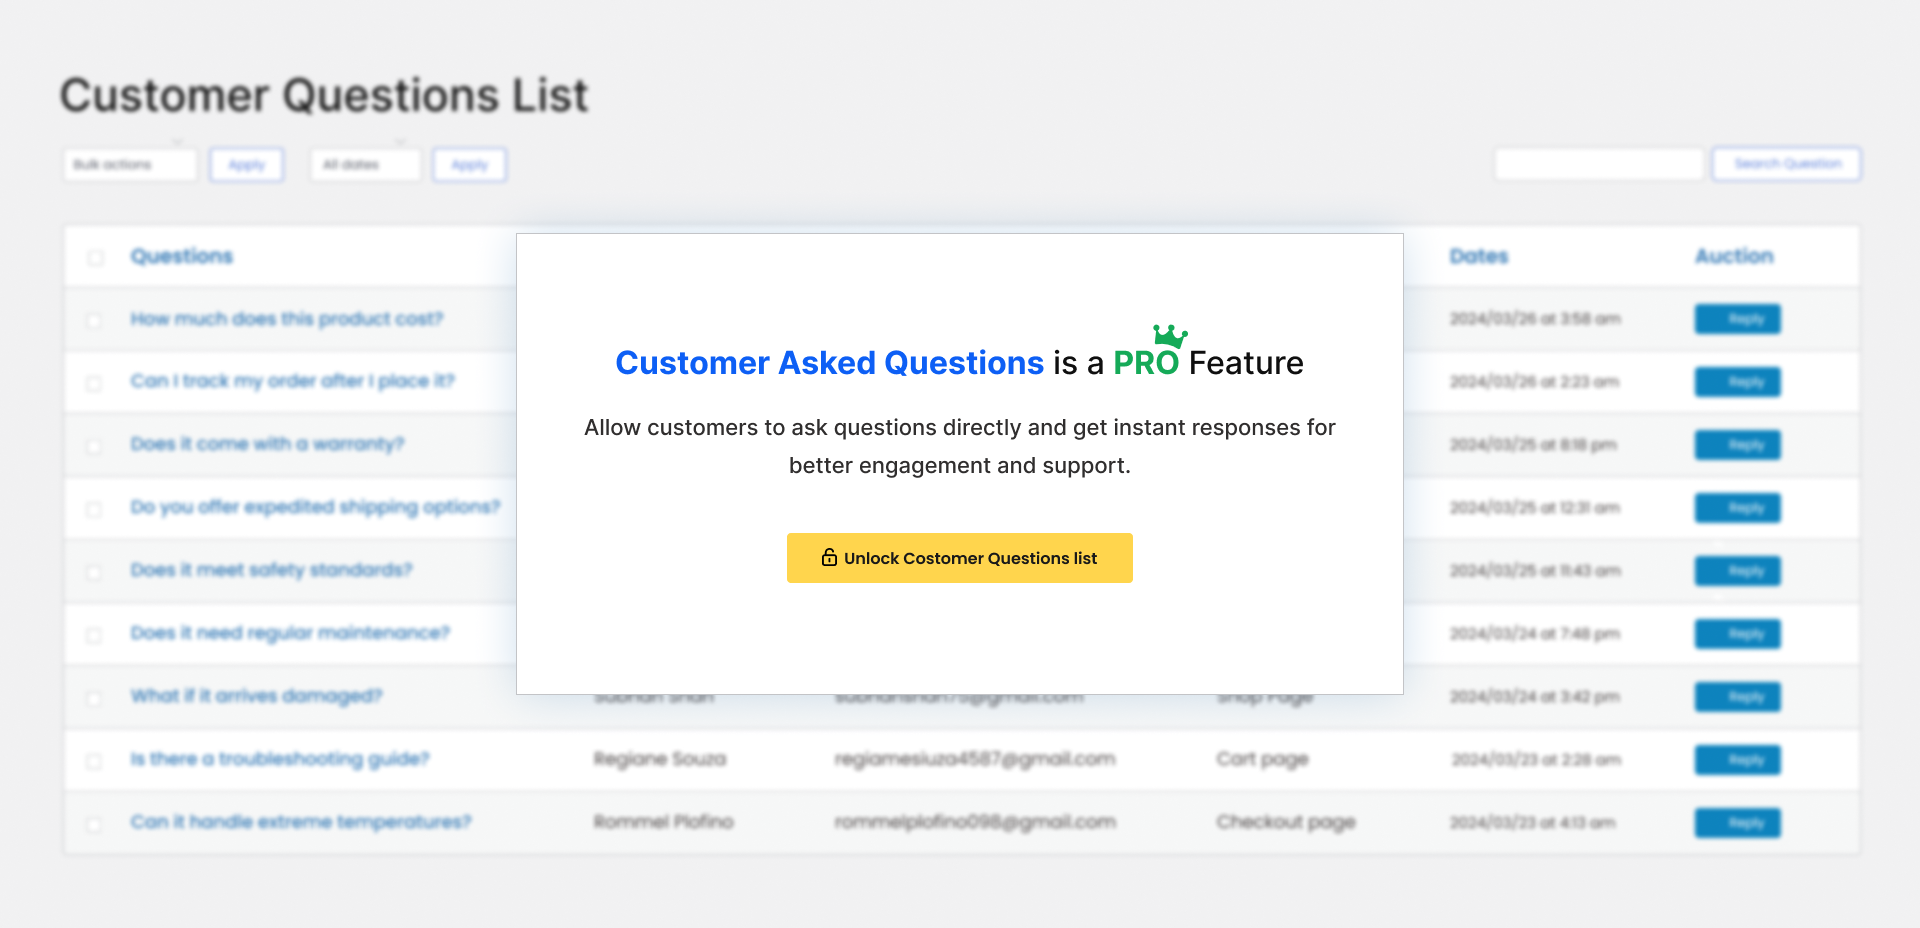 Customer Questions List
Bulk actions Apply All dates Apply Search Question
Questions Dates Auction
How much does this product cost? 2024/03/26 at 3:58 am Reply
Can I track my order after I place it? 2024/03/26 at 2:23 am Reply
Does it come with a warranty? 2024/03/25 at 8:18 pm Reply
Do you offer expedited shipping options? 2024/03/25 at 12:31 am Reply
Does it meet safety standards? 2024/03/25 at 11:43 am Reply
Does it need regular maintenance? 2024/03/24 at 7:48 pm Reply
What if it arrives damaged? Subhan Shah subhanshah75@gmail.com Shop Page 2024/03/24 at 3:42 pm Reply
Is there a troubleshooting guide? Regiane Souza regiamesiuza4587@gmail.com Cart page 2024/03/23 at 2:28 am Reply
Can it handle extreme temperatures? Rommel Plofino rommelplofino098@gmail.com Checkout page 2024/03/23 at 4:13 am Reply
Customer Asked Questions is a PRO Feature
Allow customers to ask questions directly and get instant responses for
better engagement and support.
Unlock Costomer Questions list